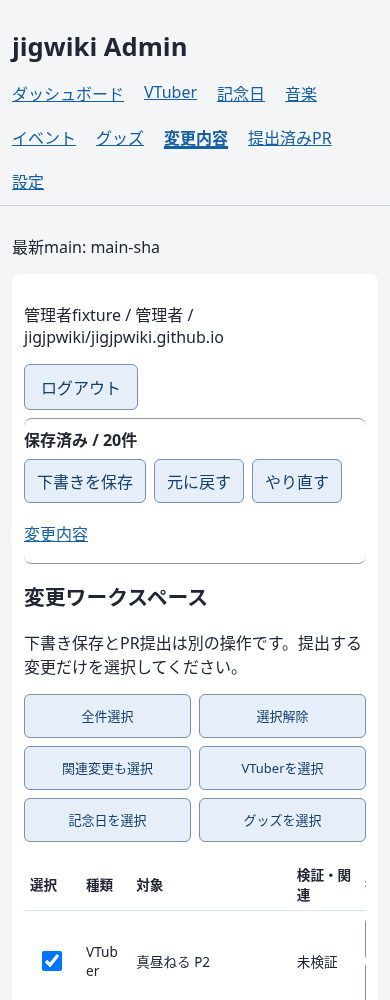 jigwiki Admin
ダッシュボード VTuber 記念日 音楽
イベント グッズ 変更内容 提出済みPR
設定
最新main: main-sha
管理者fixture / 管理者 /
jigjpwiki/jigjpwiki.github.io
ログアウト
保存済み / 20件
下書きを保存 元に戻す やり直す
変更内容
変更ワークスペース
下書き保存とPR提出は別の操作です。提出する
変更だけを選択してください。
全件選択 選択解除
関連変更も選択 VTuberを選択
記念日を選択 グッズを選択
選択 種類 対象 検証・関
連
VTub
er 真昼ねる P2 未検証